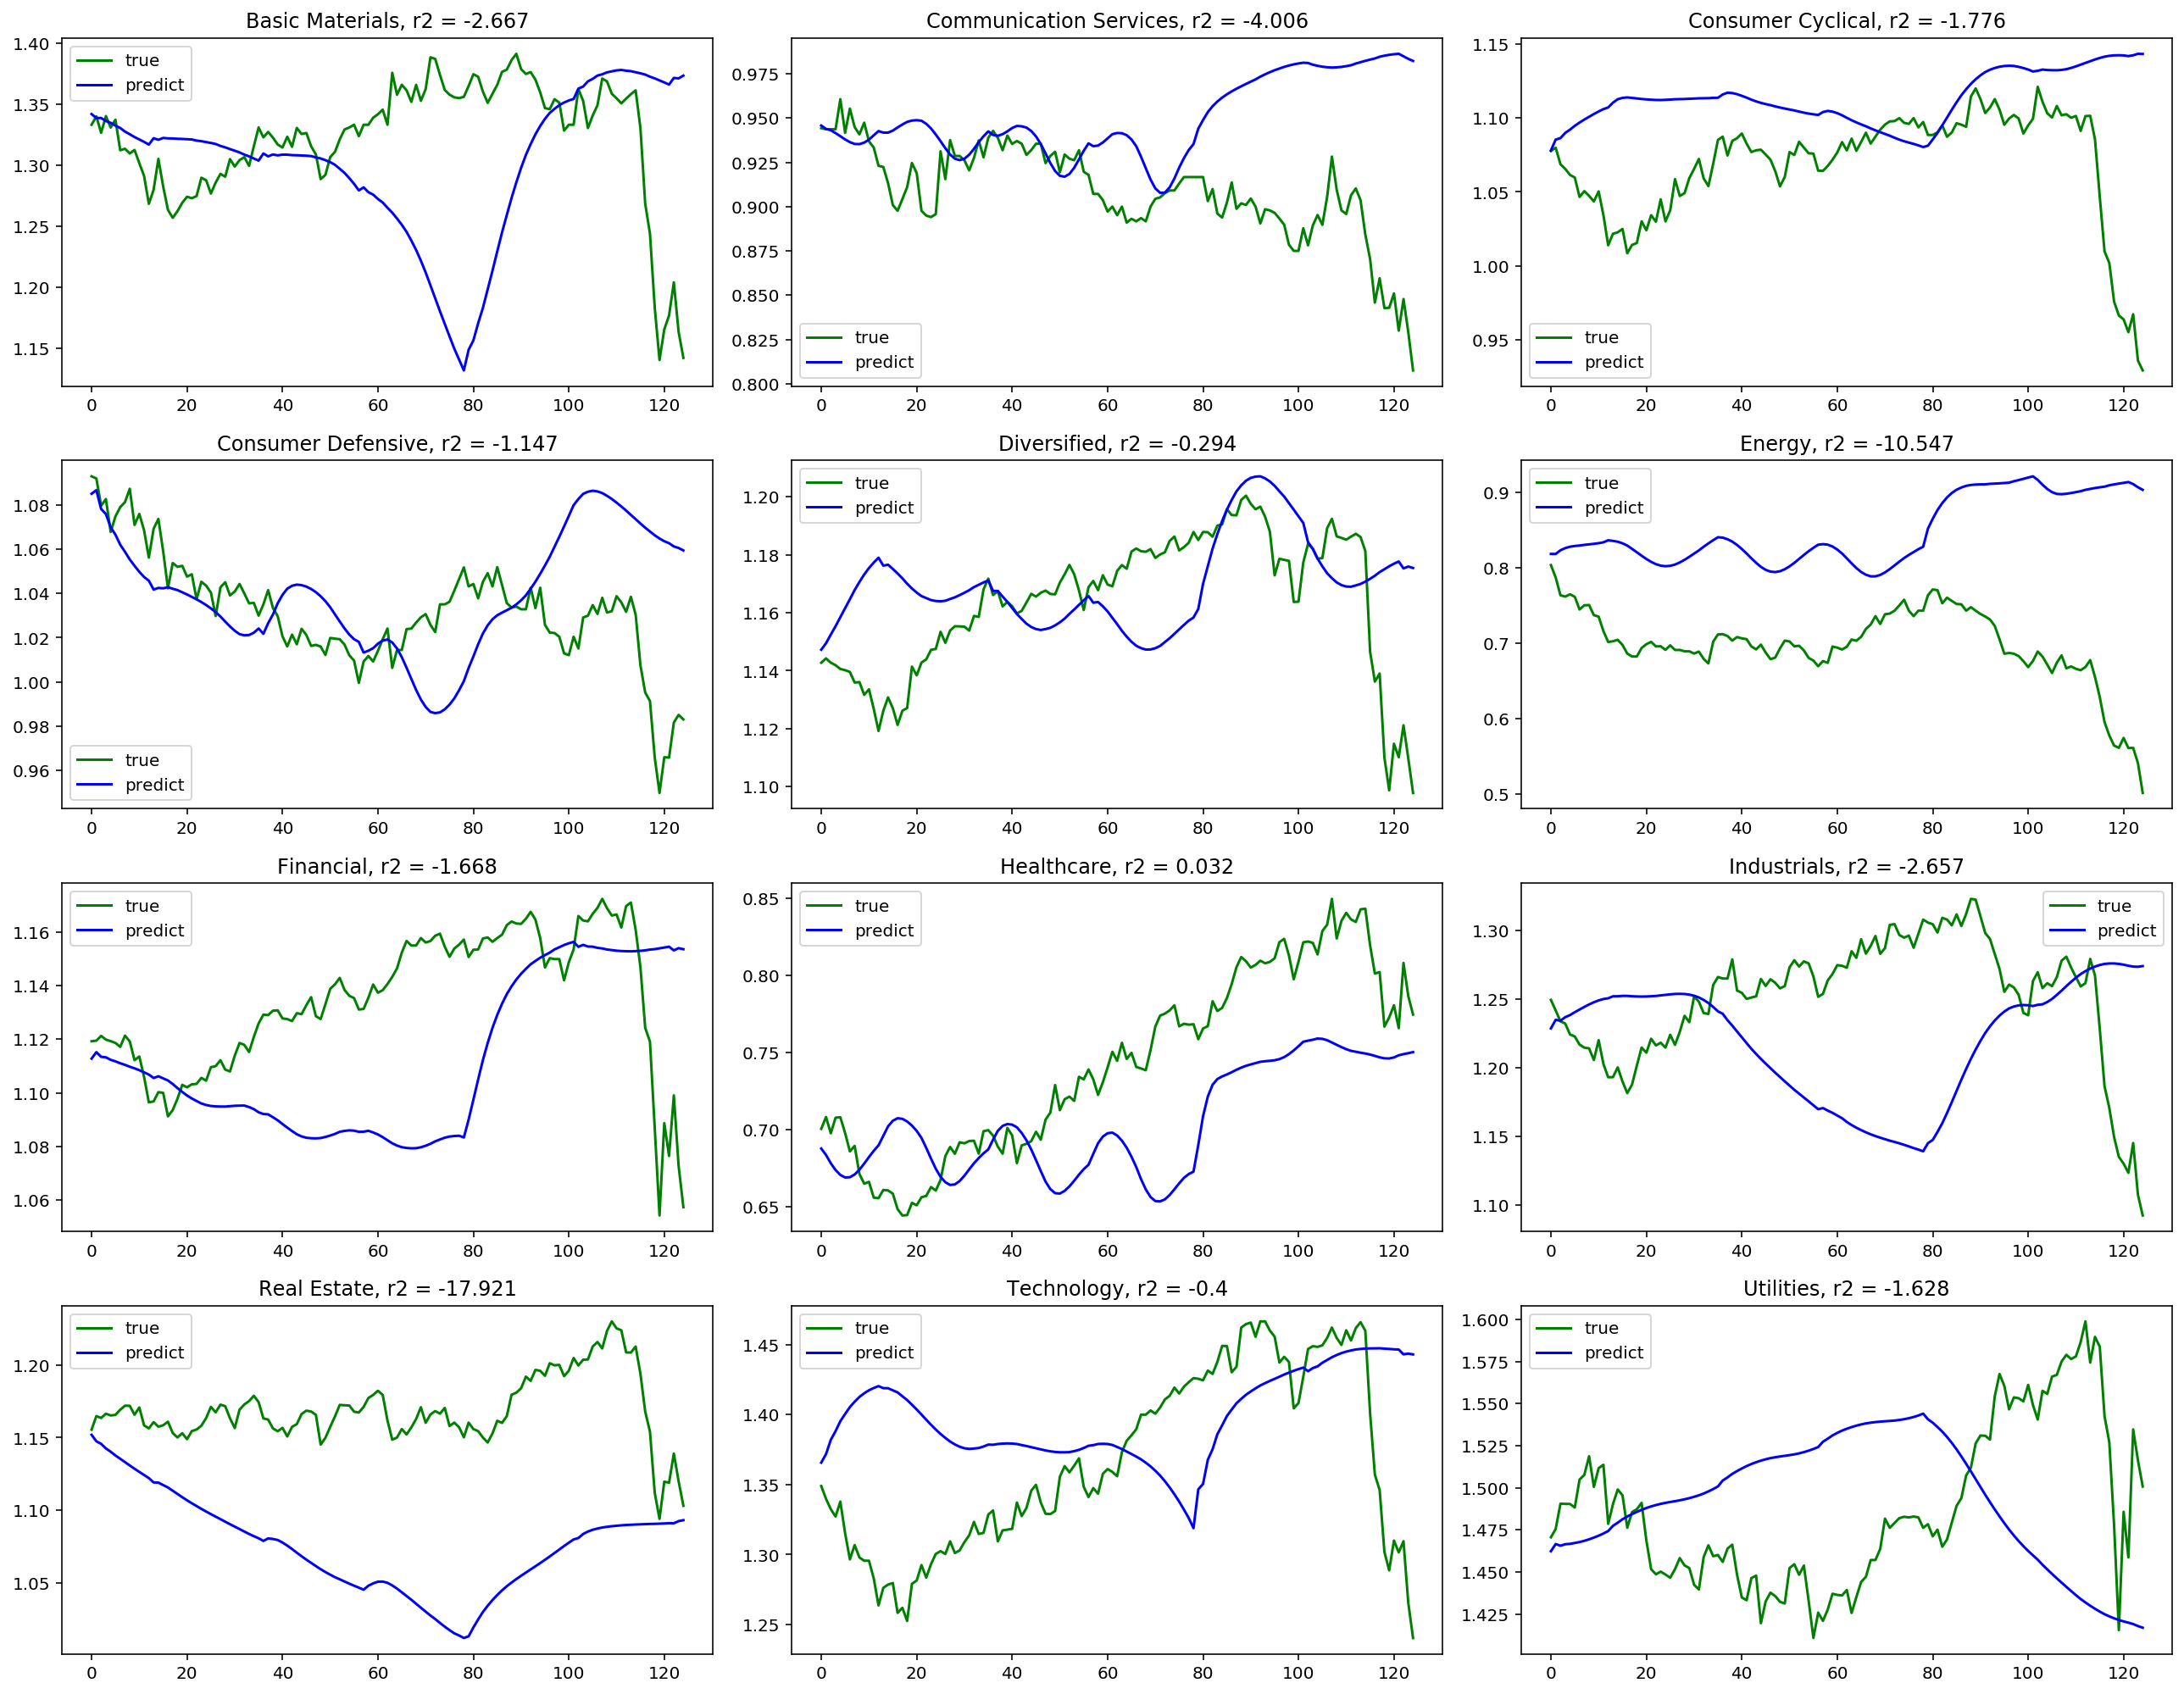 Basic Materials, r2 = -2.667
1.40
1.35
1.30
1.25
1.20
1.15
true
predict
0 20 40 60 80 100 120
Communication Services, r2 = -4.006
0.975
0.950
0.925
0.900
0.875
0.850
0.825
0.800
true
predict
0 20 40 60 80 100 120
Consumer Cyclical, r2 = -1.776
1.15
1.10
1.05
1.00
0.95
true
predict
0 20 40 60 80 100 120
Consumer Defensive, r2 = -1.147
1.08
1.06
1.04
1.02
1.00
0.98
0.96
true
predict
0 20 40 60 80 100 120
Diversified, r2 = -0.294
1.20
1.18
1.16
1.14
1.12
1.10
true
predict
0 20 40 60 80 100 120
Energy, r2 = -10.547
0.9
0.8
0.7
0.6
0.5
true
predict
0 20 40 60 80 100 120
Financial, r2 = -1.668
1.16
1.14
1.12
1.10
1.08
1.06
true
predict
0 20 40 60 80 100 120
Healthcare, r2 = 0.032
0.85
0.80
0.75
0.70
0.65
true
predict
0 20 40 60 80 100 120
Industrials, r2 = -2.657
1.30
1.25
1.20
1.15
1.10
true
predict
0 20 40 60 80 100 120
Real Estate, r2 = -17.921
1.20
1.15
1.10
1.05
true
predict
0 20 40 60 80 100 120
Technology, r2 = -0.4
1.45
1.40
1.35
1.30
1.25
true
predict
0 20 40 60 80 100 120
Utilities, r2 = -1.628
1.600
1.575
1.550
1.525
1.500
1.475
1.450
1.425
true
predict
0 20 40 60 80 100 120